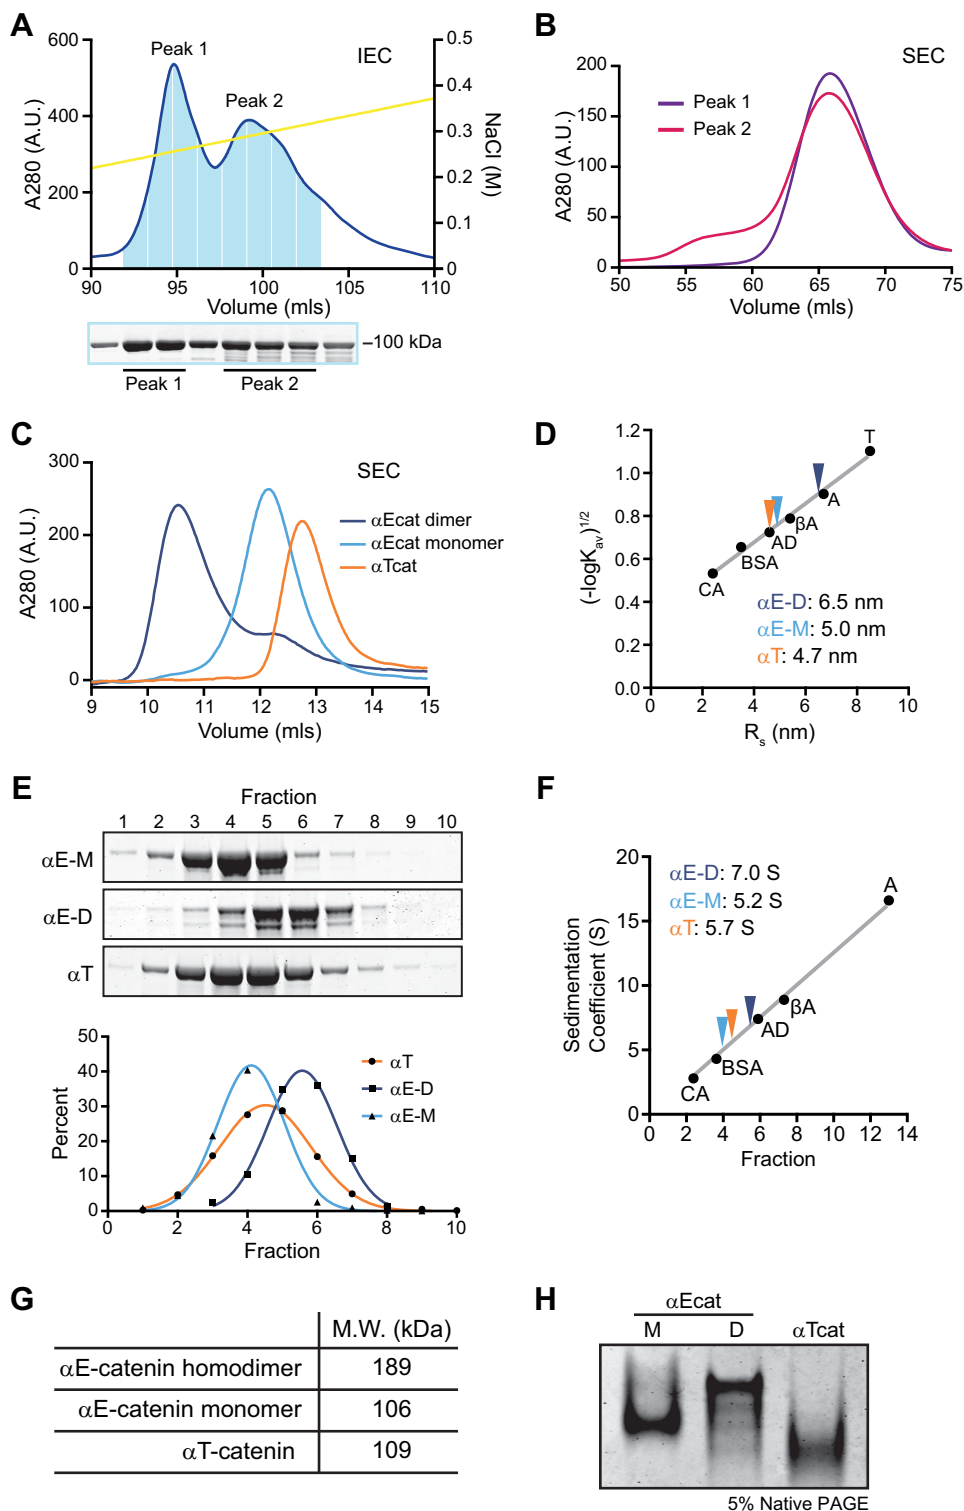 A
IEC
Peak 1
Peak 2
A280 (A.U.)
600
400
200
0
0.5
0.4
0.3
0.2
0.1
0
NaCl (M)
90 95 100 105 110
Volume (mls)
–100 kDa
Peak 1 Peak 2
B
SEC
Peak 1
Peak 2
A280 (A.U.)
200
150
100
50
0
50 55 60 65 70 75
Volume (mls)
C
SEC
αEcat dimer
αEcat monomer
αTcat
A280 (A.U.)
300
200
100
0
9 10 11 12 13 14 15
Volume (mls)
D
(-logKav)1/2
1.2
1.0
0.8
0.6
0.4
0.2
0.0
T
A
βA
AD
BSA
CA
αE-D: 6.5 nm
αE-M: 5.0 nm
αT: 4.7 nm
0 2 4 6 8 10
Rs (nm)
E
Fraction
1 2 3 4 5 6 7 8 9 10
αE-M
αE-D
αT
Percent
50
40
30
20
10
0
αT
αE-D
αE-M
0 2 4 6 8 10
Fraction
F
Sedimentation
Coefficient (S)
20
15
10
5
0
αE-D: 7.0 S
αE-M: 5.2 S
αT: 5.7 S
A
βA
AD
BSA
CA
0 2 4 6 8 10 12 14
Fraction
G
M.W. (kDa)
αE-catenin homodimer 189
αE-catenin monomer 106
αT-catenin 109
H
αEcat
M D αTcat
5% Native PAGE